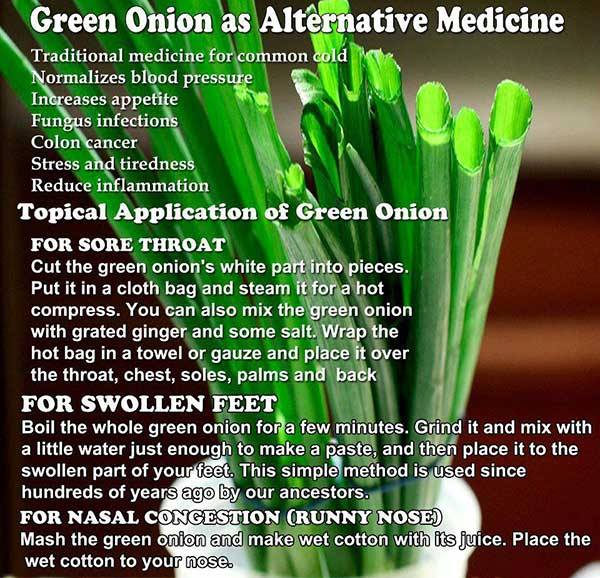 Green Onion as Alternative Medicine
Traditional medicine for common cold
Normalizes blood pressure
Increases appetite
Fungus infections
Colon cancer
Stress and tiredness
Reduce inflammation
Topical Application of Green Onion
FOR SORE THROAT
Cut the green onion's white part into pieces.
Put it in a cloth bag and steam it for a hot
compress. You can also mix the green onion
with grated ginger and some salt. Wrap the
hot bag in a towel or gauze and place it over
the throat, chest, soles, palms and back
FOR SWOLLEN FEET
Boil the whole green onion for a few minutes. Grind it and mix with
a little water just enough to make a paste, and then place it to the
swollen part of your feet. This simple method is used since
hundreds of years ago by our ancestors.
FOR NASAL CONGESTION (RUNNY NOSE)
Mash the green onion and make wet cotton with its juice. Place the
wet cotton to your nose.